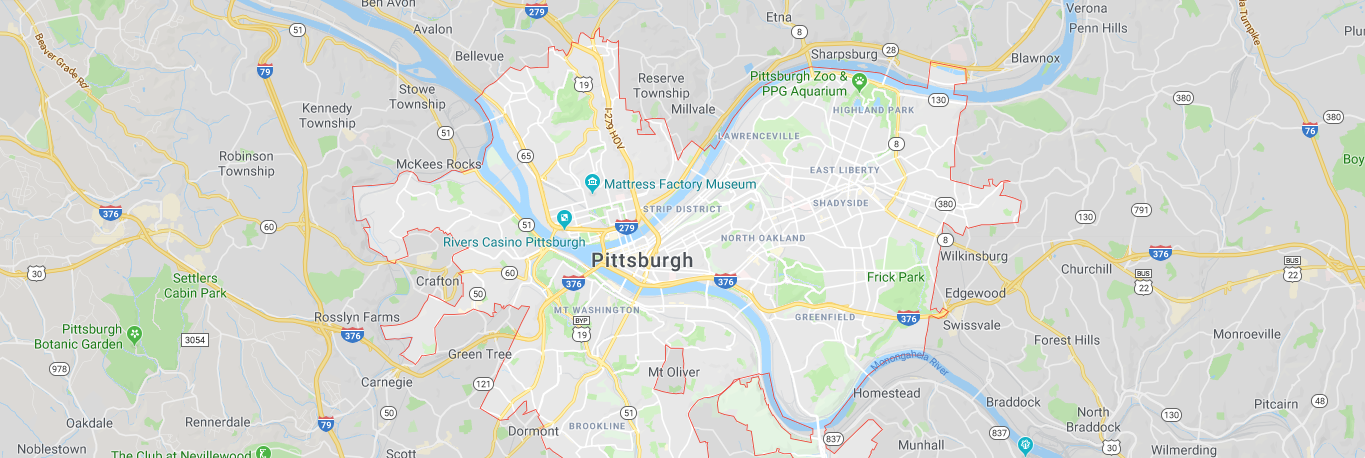 Ben Avon
279
Etna
8
Verona
Penn Hills
51
Avalon
Bellevue
Sharpsburg
28
Blawnox
Beaver Grade Rd
79
19
Reserve
Township
Millvale
Pittsburgh Zoo &
PPG Aquarium
HIGHLAND PARK
130
380
la Turnpike
Plu
Stowe
Township
Kennedy
Township
I-279 HOV
51
65
LAWRENCEVILLE
8
380
76
Boy
Robinson
Township
McKees Rocks
Mattress Factory Museum
EAST LIBERTY
SHADYSIDE
STRIP DISTRICT
380
130
791
376
60
51
279
Rivers Casino Pittsburgh
NORTH OAKLAND
8
Wilkinsburg
376
Pittsburgh
30
Settlers
Cabin Park
Crafton
60
50
376
376
Frick Park
Churchill
BUS
22
BUS
22
Edgewood
Rosslyn Farms
MT WASHINGTON
GREENFIELD
376
Swissvale
Pittsburgh
Botanic Garden
3054
376
BYP
19
Forest Hills
Monroeville
Green Tree
Monongahela River
978
Carnegie
121
Mt Oliver
Homestead
Braddock
Pitcairn
48
Oakdale
Rennerdale
79
50
51
BROOKLINE
Dormont
837
837
North
Braddock
130
Noblestown
The Club at Nevillewood
Scott
Munhall
30
Wilmerding